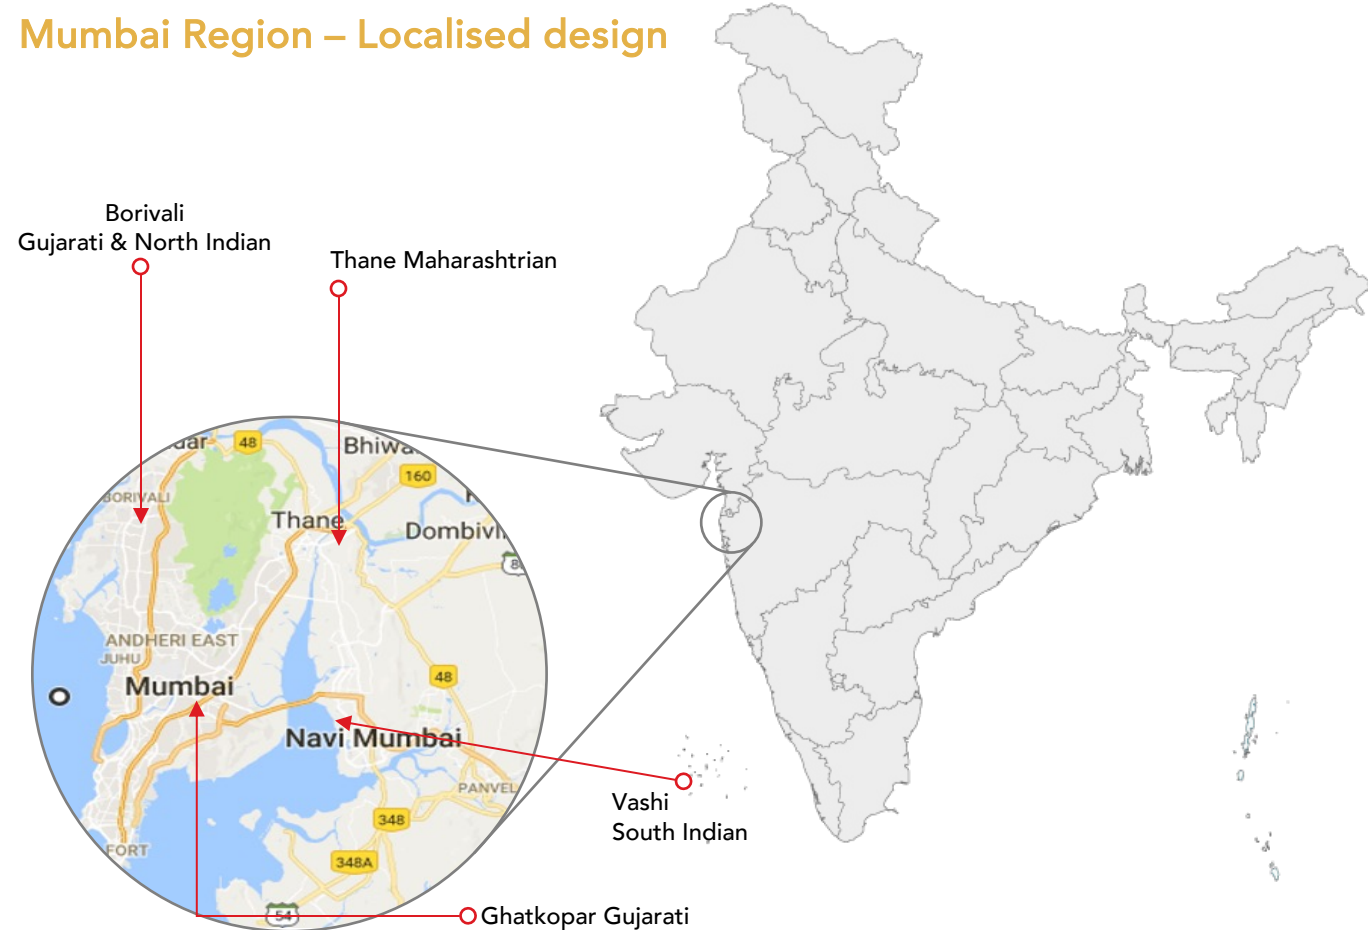 Mumbai Region – Localised design
Borivali
Gujarati & North Indian
Thane Maharashtrian
48
Bhiwa
160
BORIVALI
Thane
Dombivl
ANDHERI EAST
JUHU
Mumbai
48
Navi Mumbai
PANVEL
Vashi
South Indian
348
FORT
348A
54
Ghatkopar Gujarati